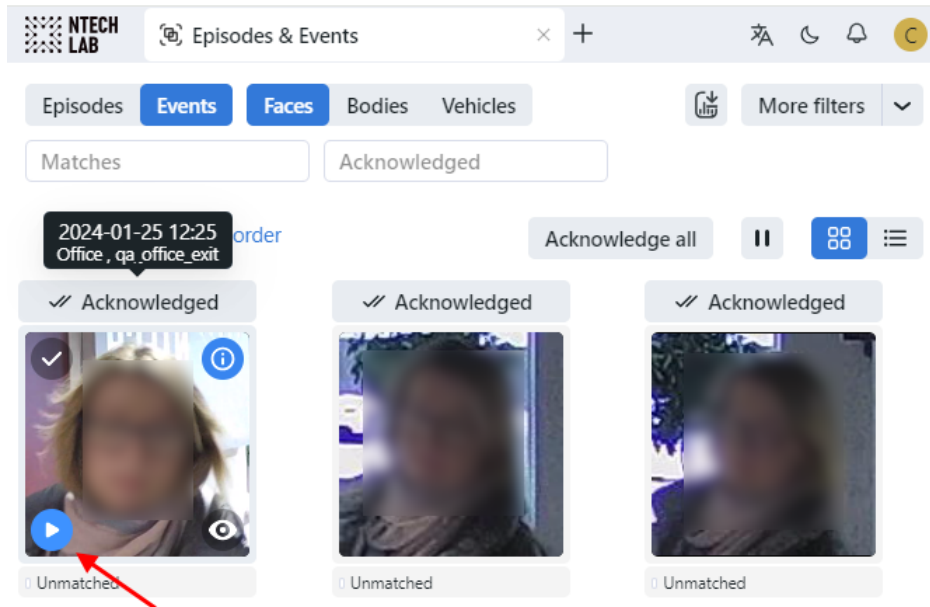 NTECH LAB
Episodes & Events
C
Episodes Events Faces Bodies Vehicles More filters
Matches Acknowledged
2024-01-25 12:25
Office , qa_office_exit
order
Acknowledge all
Acknowledged Acknowledged Acknowledged
Unmatched Unmatched Unmatched